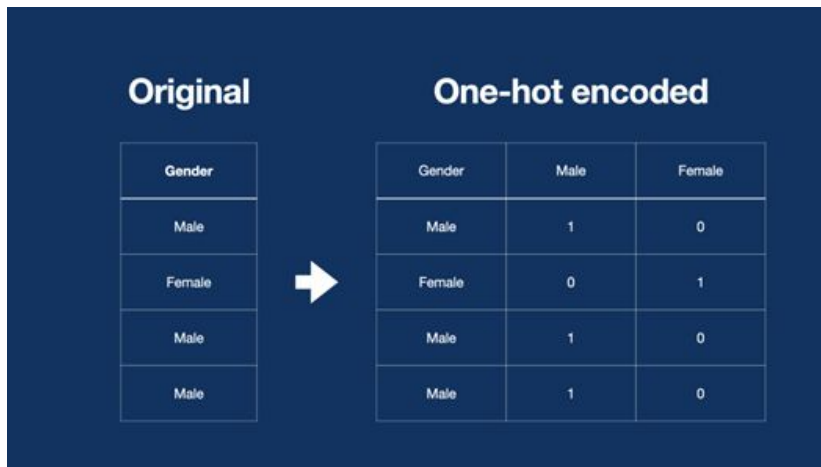 Original
One-hot encoded
Gender
Male
Female
Male
Male
Gender Male Female
Male 1 0
Female 0 1
Male 1 0
Male 1 0